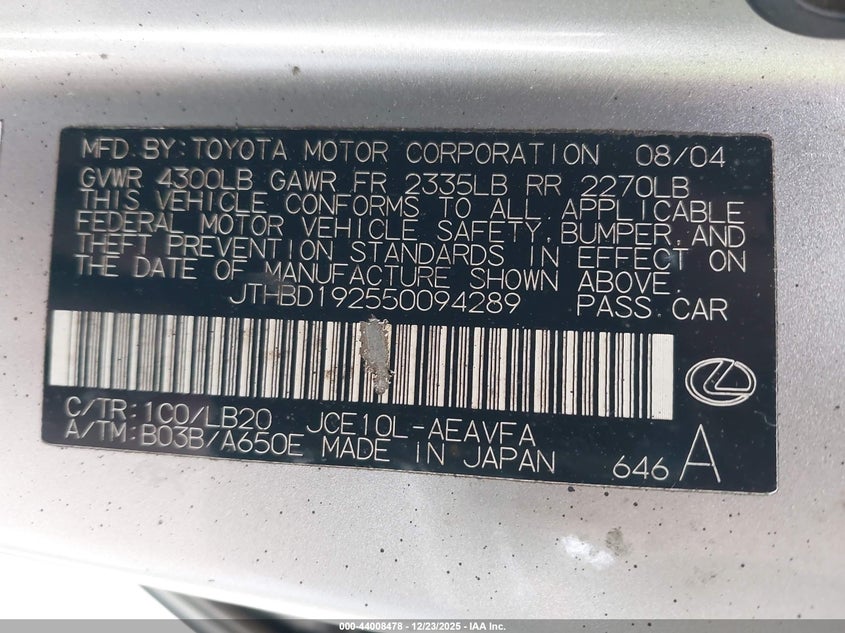 MFD.BY:TOYOTA MOTOR CORPORATION 08/04
GVWR 4300LB GAWR FR 2335LB RR 2270LB
THIS VEHICLE CONFORMS TO ALL APPLICABLE
FEDERAL MOTOR VEHICLE SAFETY,BUMPER,AND
THEFT PREVENTION STANDARDS IN EFFECT ON
THE DATE OF MANUFACTURE SHOWN ABOVE.
JTHBD192550094289 PASS.CAR
C/TR:1C0/LB20 JCE10L-AEAVFA
A/TM:B03B/A650E MADE IN JAPAN 646 A
000-44008478 - 12/23/2025 - IAA Inc.